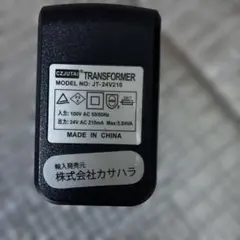 CZJUTAI TRANSFORMER
MODEL NO: JT-24V210
入力: 100V AC 50/60Hz
出力: 24V AC 210mA Max/5.04VA
MADE IN CHINA
輸入発売元
株式会社カサハラ